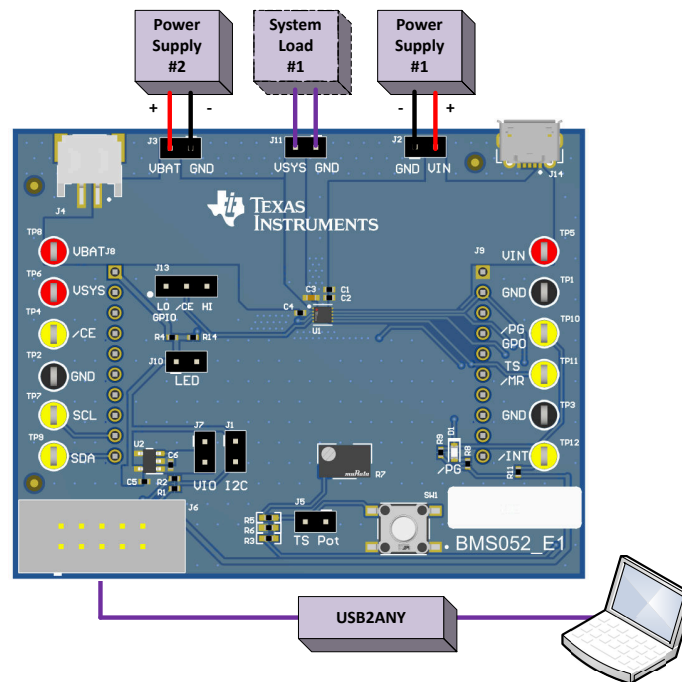 Power Supply #2
System Load #1
Power Supply #1
+ -
- +
J3
VBAT GND
J11
VSYS GND
J2
GND VIN
J14
J4
TEXAS INSTRUMENTS
TP8
VBAT
J8
TP6
VSYS
TP4
/CE
TP2
GND
TP7
SCL
TP9
SDA
J13
LO /CE HI
GPIO
R4
R14
J10
LED
C3
C1
C2
C4
U1
J9
TP5
VIN
TP1
GND
TP10
/PG
GPO
TP11
TS
/MR
TP3
GND
TP12
/INT
U2
C6
C5
R2
R1
J7
VIO
J1
I2C
muRata
R7
R9
D1
R8
/PG
R11
J6
R5
R6
R3
J5
TS Pot
SW1
BMS052_E1
USB2ANY